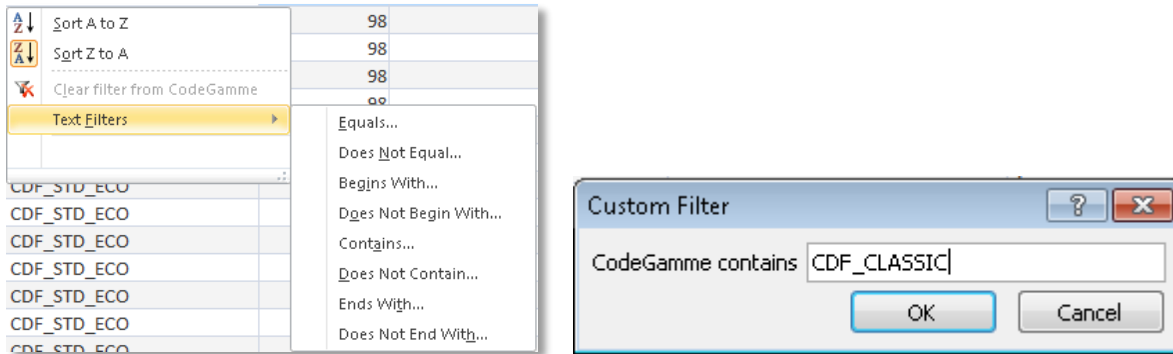 Sort A to Z
Sort Z to A
Clear filter from CodeGamme
Text Filters
98
98
98
98
Equals...
Does Not Equal...
Begins With...
Does Not Begin With...
Contains...
Does Not Contain...
Ends With...
Does Not End With...
CDF_STD_ECO
CDF_STD_ECO
CDF_STD_ECO
CDF_STD_ECO
CDF_STD_ECO
CDF_STD_ECO
CDF_STD_ECO
Custom Filter
CodeGamme contains CDF_CLASSIC
OK Cancel